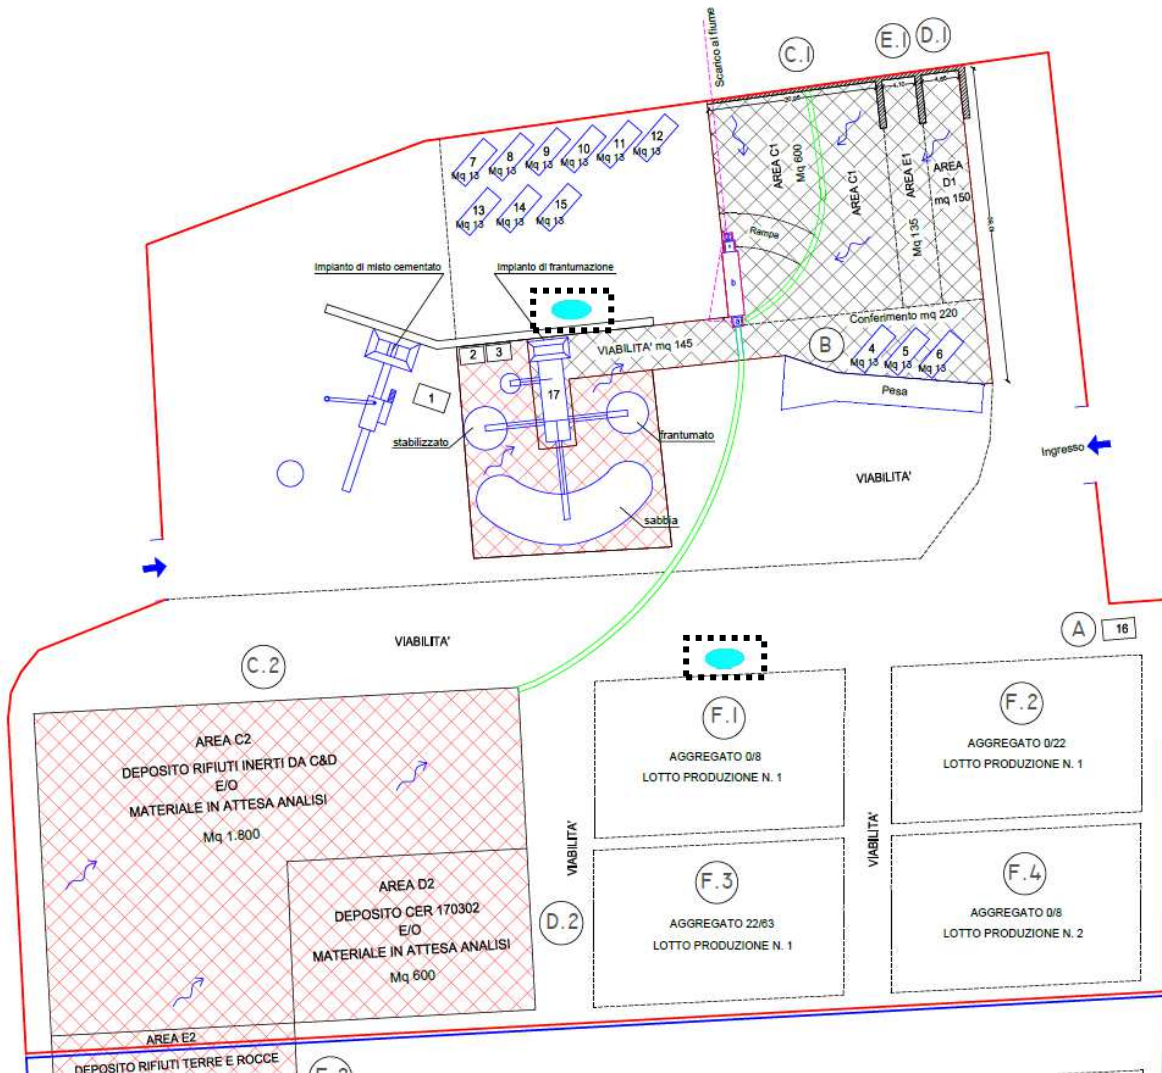 Scarico al fiume
C.1
E.1
D.1
7
Mq 13
8
Mq 13
9
Mq 13
10
Mq 13
11
Mq 13
12
Mq 13
13
Mq 13
14
Mq 13
15
Mq 13
AREA C1
Mq 600
AREA C1
AREA E1
Mq 135
AREA
D1
mq 150
Rampa
Impianto di misto cementato
Impianto di frantumazione
Conferimento mq 220
B
4
Mq 13
5
Mq 13
6
Mq 13
Pesa
VIABILITA' mq 145
2
3
1
17
stabilizzato
frantumato
sabbia
VIABILITA'
Ingresso
VIABILITA'
A
16
C.2
AREA C2
DEPOSITO RIFIUTI INERTI DA C&D
E/O
MATERIALE IN ATTESA ANALISI
Mq 1.800
AREA D2
DEPOSITO CER 170302
E/O
MATERIALE IN ATTESA ANALISI
Mq 600
D.2
VIABILITA'
F.1
AGGREGATO 0/8
LOTTO PRODUZIONE N. 1
F.2
AGGREGATO 0/22
LOTTO PRODUZIONE N. 1
VIABILITA'
F.3
AGGREGATO 22/63
LOTTO PRODUZIONE N. 1
F.4
AGGREGATO 0/8
LOTTO PRODUZIONE N. 2
AREA E2
DEPOSITO RIFIUTI TERRE E ROCCE